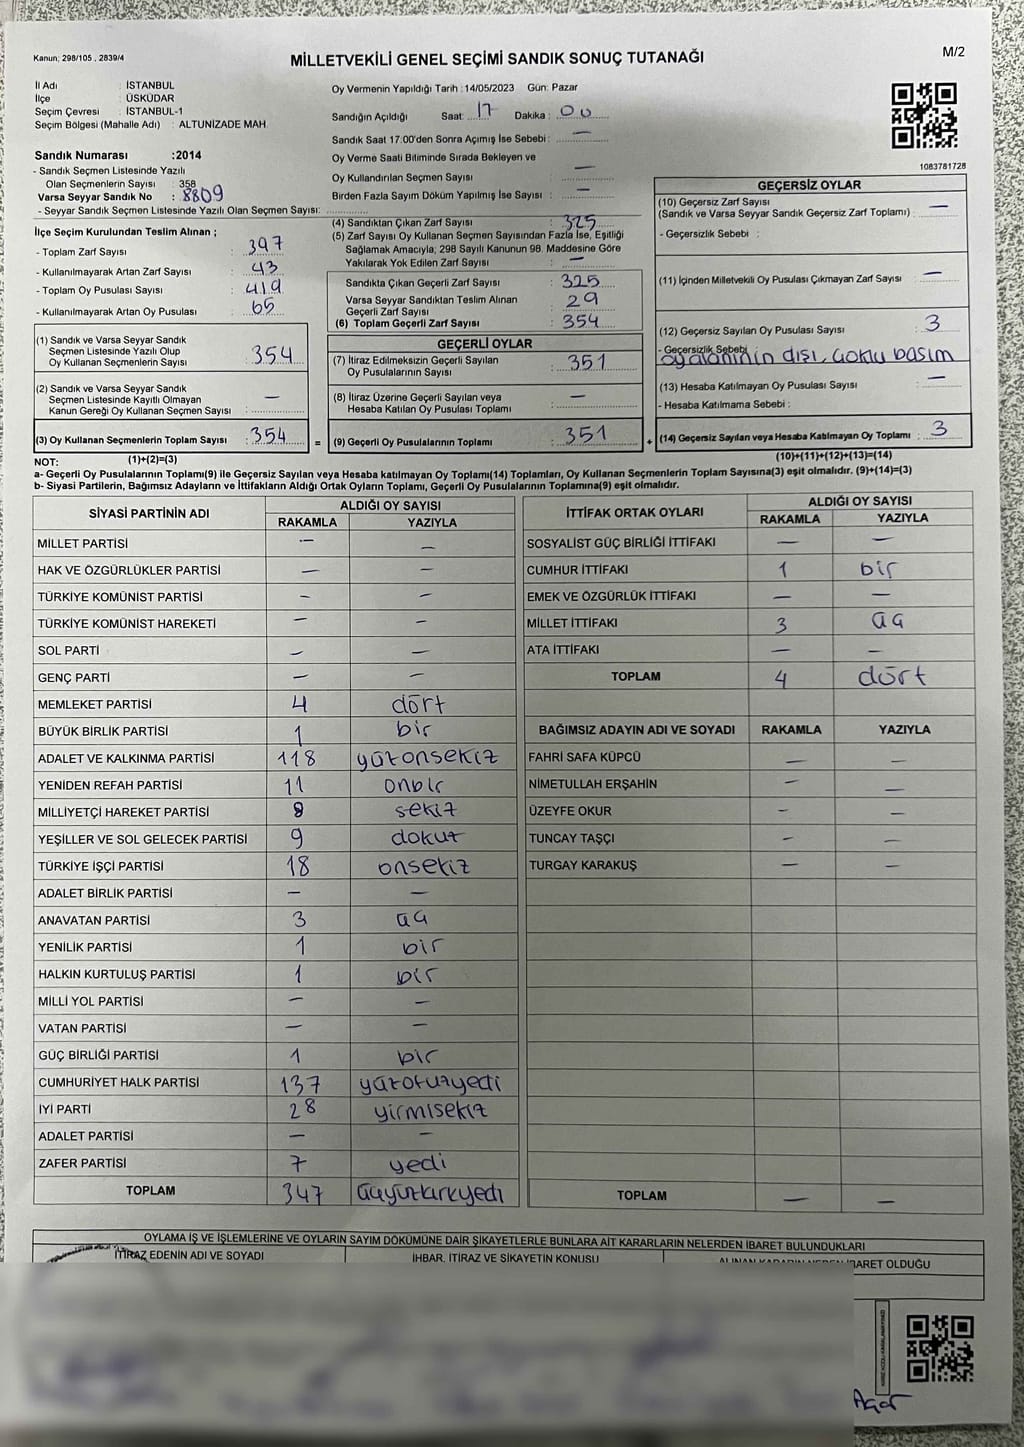 Kanun: 298/105 , 2839/4
MİLLETVEKİLİ GENEL SEÇİMİ SANDIK SONUÇ TUTANAĞI
M/2
İl Adı : İSTANBUL
İlçe : ÜSKÜDAR
Seçim Çevresi : İSTANBUL-1
Seçim Bölgesi (Mahalle Adı) : ALTUNİZADE MAH.
Sandık Numarası :2014
- Sandık Seçmen Listesinde Yazılı
Olan Seçmenlerin Sayısı : 358
Varsa Seyyar Sandık No : 8809
- Seyyar Sandık Seçmen Listesinde Yazılı Olan Seçmen Sayısı:
İlçe Seçim Kurulundan Teslim Alınan ;
- Toplam Zarf Sayısı : 397
- Kullanılmayarak Artan Zarf Sayısı : 43
- Toplam Oy Pusulası Sayısı : 419
- Kullanılmayarak Artan Oy Pusulası : 65
(1) Sandık ve Varsa Seyyar Sandık
Seçmen Listesinde Yazılı Olup
Oy Kullanan Seçmenlerin Sayısı : 354
(2) Sandık ve Varsa Seyyar Sandık
Seçmen Listesinde Kayıtlı Olmayan
Kanun Gereği Oy Kullanan Seçmen Sayısı : —
(3) Oy Kullanan Seçmenlerin Toplam Sayısı : 354
Oy Vermenin Yapıldığı Tarih :14/05/2023 Gün: Pazar
Sandığın Açıldığı Saat: 17 Dakika : 00
Sandık Saat 17:00'den Sonra Açımış İse Sebebi : —
Oy Verme Saati Bitiminde Sırada Bekleyen ve
Oy Kullandırılan Seçmen Sayısı : —
Birden Fazla Sayım Döküm Yapılmış İse Sayısı : —
(4) Sandıktan Çıkan Zarf Sayısı : 325
(5) Zarf Sayısı Oy Kullanan Seçmen Sayısından Fazla İse, Eşitliği
Sağlamak Amacıyla; 298 Sayılı Kanunun 98. Maddesine Göre
Yakılarak Yok Edilen Zarf Sayısı : —
Sandıkta Çıkan Geçerli Zarf Sayısı : 325
Varsa Seyyar Sandıktan Teslim Alınan
Geçerli Zarf Sayısı : 29
(6) Toplam Geçerli Zarf Sayısı : 354
GEÇERLİ OYLAR
(7) İtiraz Edilmeksizin Geçerli Sayılan
Oy Pusulalarının Sayısı : 351
(8) İtiraz Üzerine Geçerli Sayılan veya
Hesaba Katılan Oy Pusulası Toplamı : —
= (9) Geçerli Oy Pusulalarının Toplamı : 351
1083781728
GEÇERSİZ OYLAR
(10) Geçersiz Zarf Sayısı
(Sandık ve Varsa Seyyar Sandık Geçersiz Zarf Toplamı) : —
- Geçersizlik Sebebi :
(11) İçinden Milletvekili Oy Pusulası Çıkmayan Zarf Sayısı : —
(12) Geçersiz Sayılan Oy Pusulası Sayısı : 3
- Geçersizlik Sebebi
oy alanının dışı, çoklu basım
(13) Hesaba Katılmayan Oy Pusulası Sayısı : —
- Hesaba Katılmama Sebebi :
+ (14) Geçersiz Sayılan veya Hesaba Katılmayan Oy Toplamı : 3
NOT: (1)+(2)=(3) (10)+(11)+(12)+(13)=(14)
a- Geçerli Oy Pusulalarının Toplamı(9) ile Geçersiz Sayılan veya Hesaba katılmayan Oy Toplamı(14) Toplamları, Oy Kullanan Seçmenlerin Toplam Sayısına(3) eşit olmalıdır. (9)+(14)=(3)
b- Siyasi Partilerin, Bağımsız Adayların ve İttifakların Aldığı Ortak Oyların Toplamı, Geçerli Oy Pusulalarının Toplamına(9) eşit olmalıdır.
SİYASİ PARTİNİN ADI ALDIĞI OY SAYISI
RAKAMLA YAZIYLA
MİLLET PARTİSİ — —
HAK VE ÖZGÜRLÜKLER PARTİSİ — —
TÜRKİYE KOMÜNİST PARTİSİ — —
TÜRKİYE KOMÜNİST HAREKETİ — —
SOL PARTİ — —
GENÇ PARTİ — —
MEMLEKET PARTİSİ 4 dört
BÜYÜK BİRLİK PARTİSİ 1 bir
ADALET VE KALKINMA PARTİSİ 118 yüzonsekiz
YENİDEN REFAH PARTİSİ 11 onbir
MİLLİYETÇİ HAREKET PARTİSİ 8 sekiz
YEŞİLLER VE SOL GELECEK PARTİSİ 9 dokuz
TÜRKİYE İŞÇİ PARTİSİ 18 onsekiz
ADALET BİRLİK PARTİSİ — —
ANAVATAN PARTİSİ 3 üç
YENİLİK PARTİSİ 1 bir
HALKIN KURTULUŞ PARTİSİ 1 bir
MİLLİ YOL PARTİSİ — —
VATAN PARTİSİ — —
GÜÇ BİRLİĞİ PARTİSİ 1 bir
CUMHURİYET HALK PARTİSİ 137 yüzotuzyedi
İYİ PARTİ 28 yirmisekiz
ADALET PARTİSİ — —
ZAFER PARTİSİ 7 yedi
TOPLAM 347 üçyüzkırkyedi
İTTİFAK ORTAK OYLARI ALDIĞI OY SAYISI
RAKAMLA YAZIYLA
SOSYALİST GÜÇ BİRLİĞİ İTTİFAKI — —
CUMHUR İTTİFAKI 1 bir
EMEK VE ÖZGÜRLÜK İTTİFAKI — —
MİLLET İTTİFAKI 3 üç
ATA İTTİFAKI — —
TOPLAM 4 dört
BAĞIMSIZ ADAYIN ADI VE SOYADI RAKAMLA YAZIYLA
FAHRİ SAFA KÜPCÜ — —
NİMETULLAH ERŞAHİN — —
ÜZEYFE OKUR — —
TUNCAY TAŞÇI — —
TURGAY KARAKUŞ — —
TOPLAM — —
OYLAMA İŞ VE İŞLEMLERİNE VE OYLARIN SAYIM DÖKÜMÜNE DAİR ŞİKAYETLERLE BUNLARA AİT KARARLARIN NELERDEN İBARET BULUNDUKLARI
İTİRAZ EDENİN ADI VE SOYADI İHBAR, İTİRAZ VE ŞİKAYETİN KONUSU ALINAN KARARIN NEDEN İBARET OLDUĞU